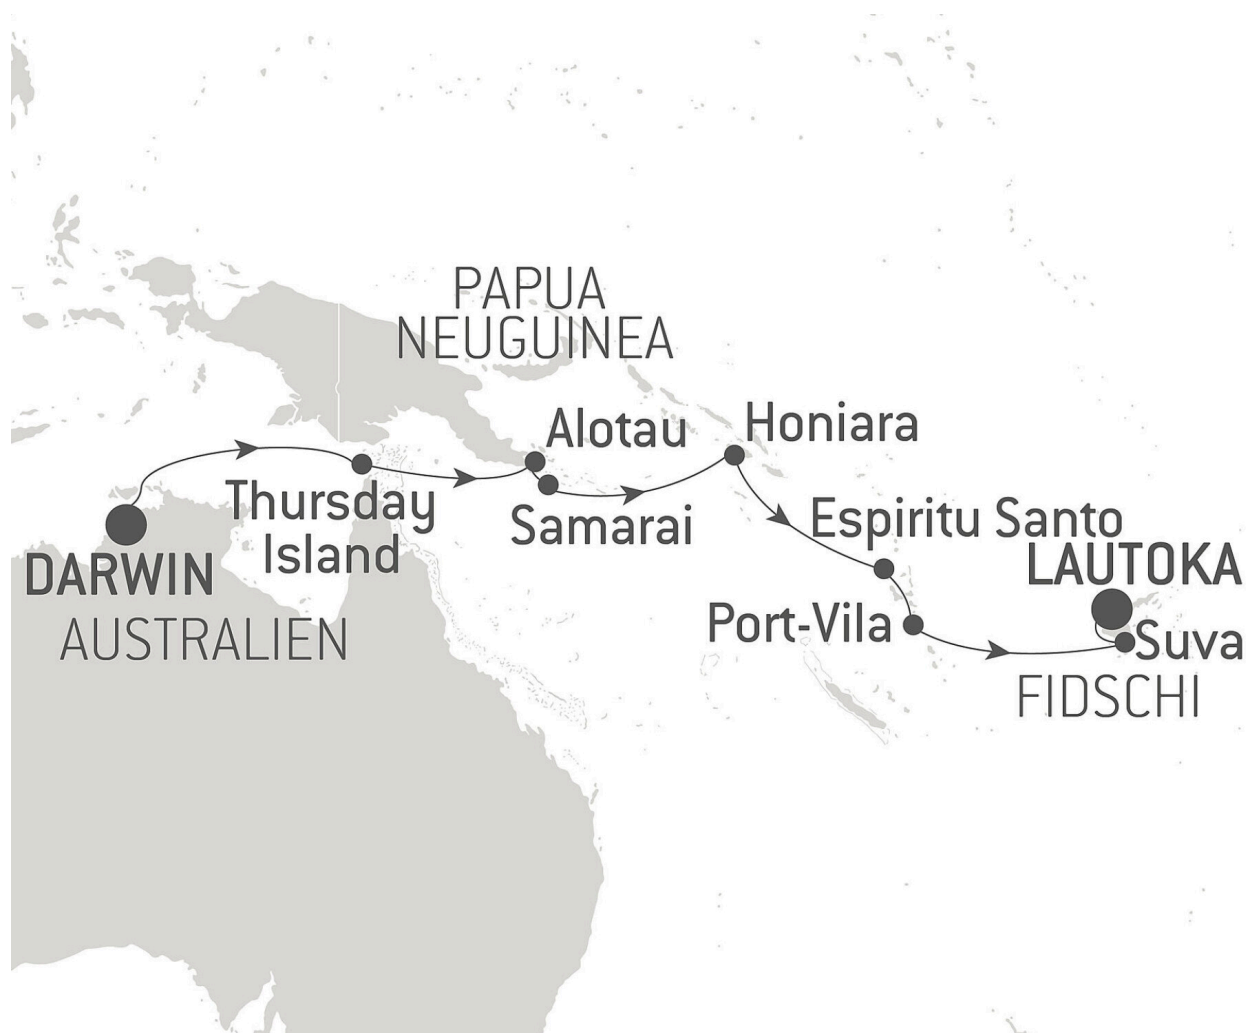 PAPUA
NEUGUINEA
Alotau
Honiara
Thursday
Island
Samarai
Espiritu Santo
DARWIN
LAUTOKA
AUSTRALIEN
Port-Vila
Suva
FIDSCHI